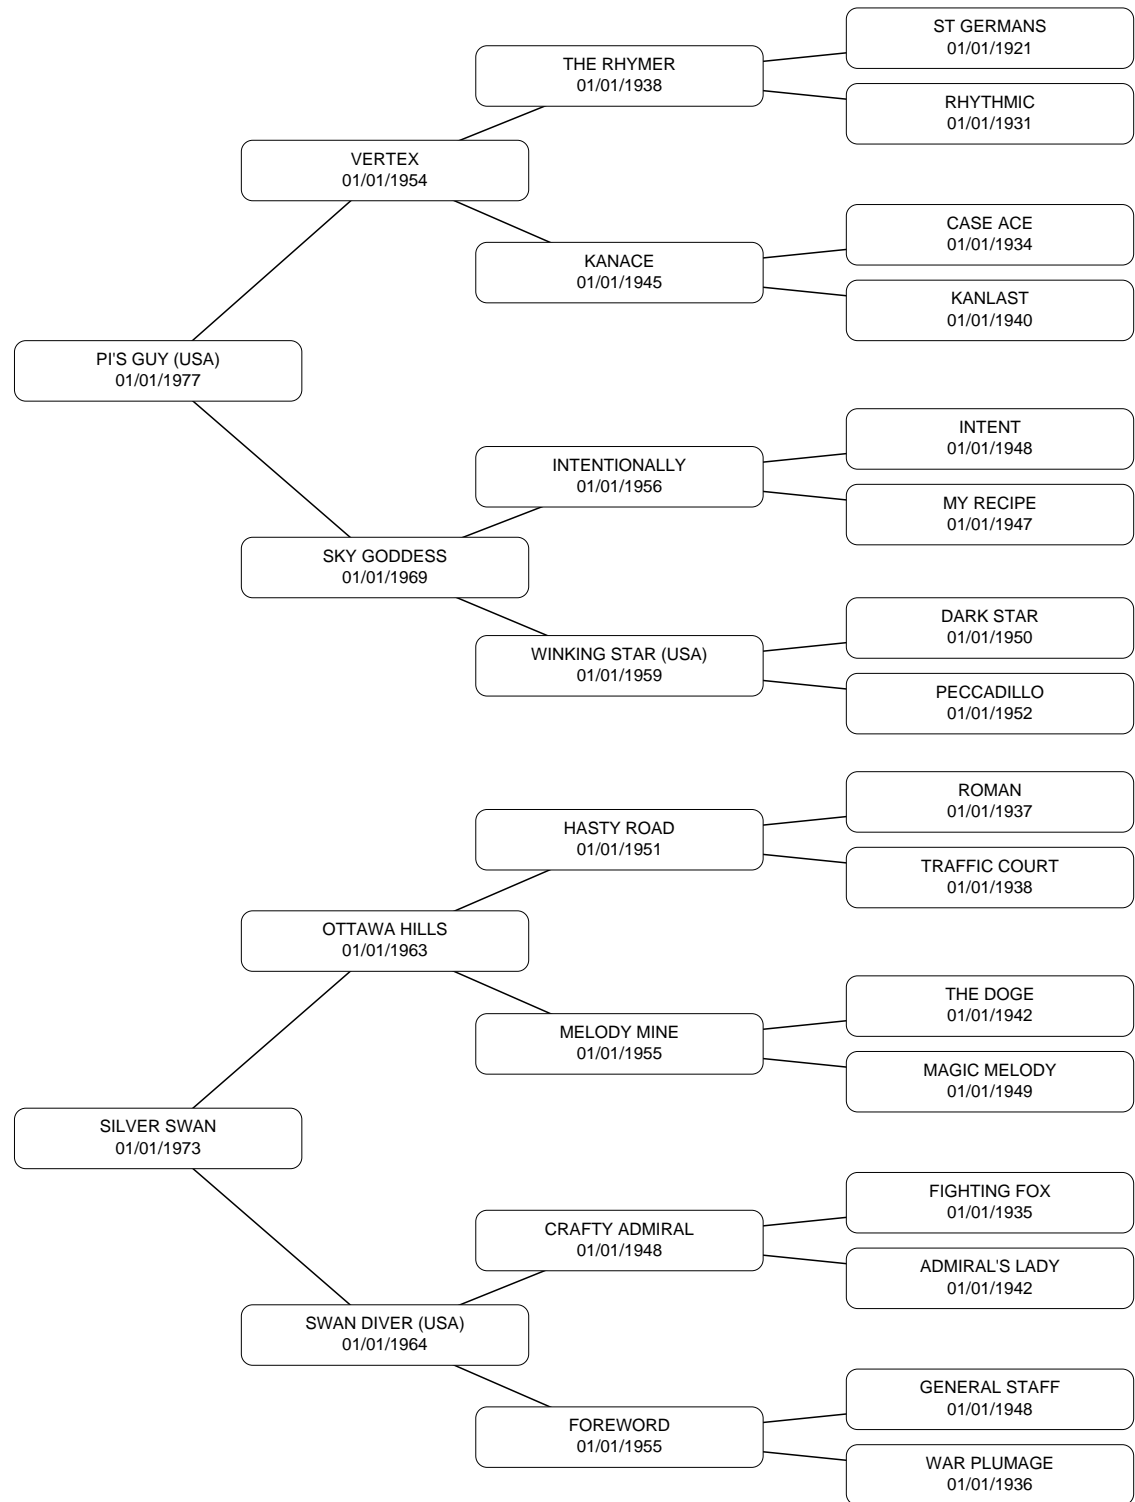 ST GERMANS
01/01/1921
THE RHYMER
01/01/1938
RHYTHMIC
01/01/1931
VERTEX
01/01/1954
CASE ACE
01/01/1934
KANACE
01/01/1945
KANLAST
01/01/1940
PI'S GUY (USA)
01/01/1977
INTENT
01/01/1948
INTENTIONALLY
01/01/1956
MY RECIPE
01/01/1947
SKY GODDESS
01/01/1969
DARK STAR
01/01/1950
WINKING STAR (USA)
01/01/1959
PECCADILLO
01/01/1952
ROMAN
01/01/1937
HASTY ROAD
01/01/1951
TRAFFIC COURT
01/01/1938
OTTAWA HILLS
01/01/1963
THE DOGE
01/01/1942
MELODY MINE
01/01/1955
MAGIC MELODY
01/01/1949
SILVER SWAN
01/01/1973
FIGHTING FOX
01/01/1935
CRAFTY ADMIRAL
01/01/1948
ADMIRAL'S LADY
01/01/1942
SWAN DIVER (USA)
01/01/1964
GENERAL STAFF
01/01/1948
FOREWORD
01/01/1955
WAR PLUMAGE
01/01/1936